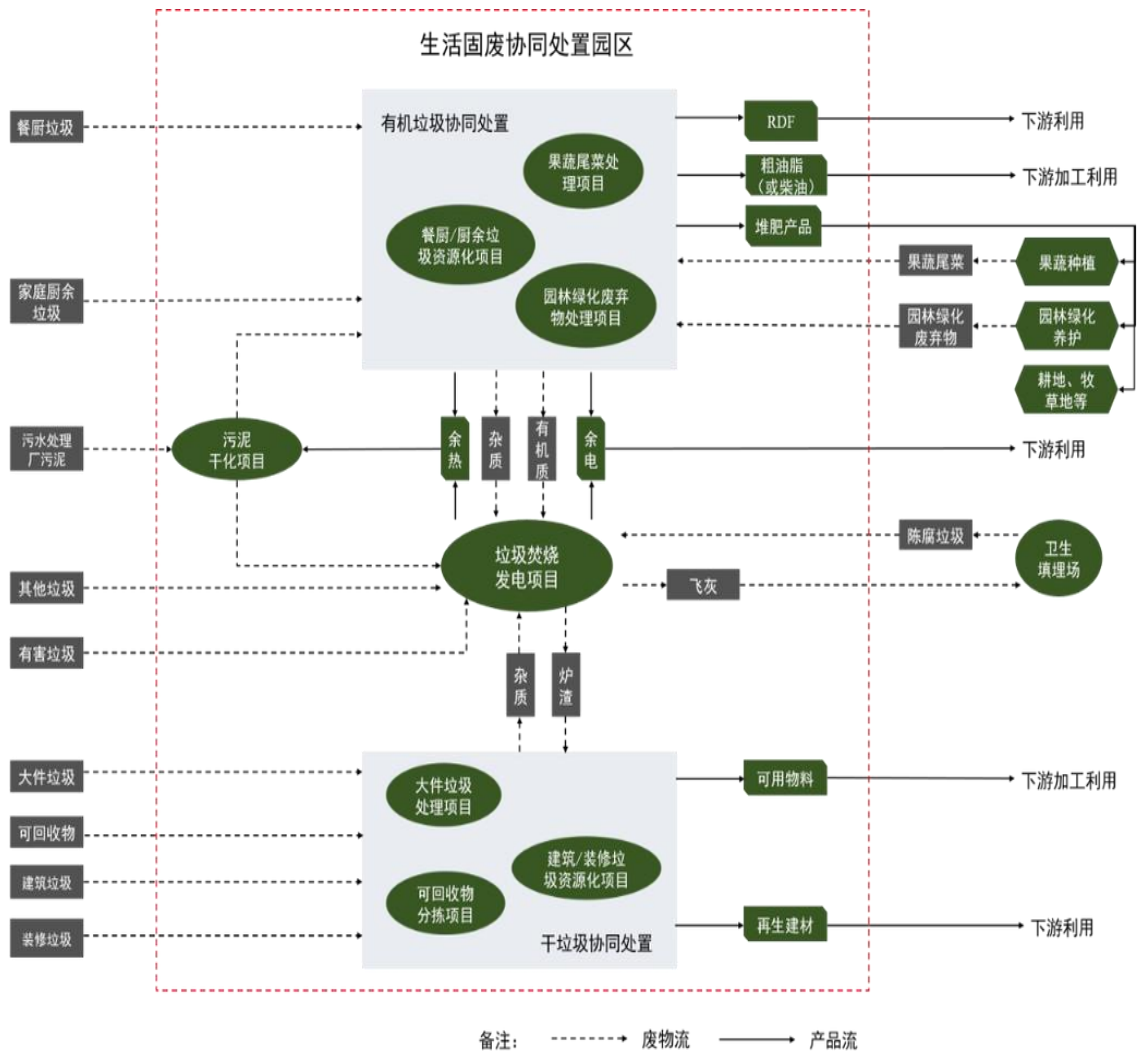 生活固废协同处置园区
餐厨垃圾
有机垃圾协同处置
果蔬尾菜处
理项目
餐厨/厨余垃
圾资源化项目
园林绿化废弃
物处理项目
RDF
下游利用
粗油脂
(或柴油)
下游加工利用
堆肥产品
果蔬尾菜
果蔬种植
园林绿化
废弃物
园林绿化
养护
耕地、牧
草地等
家庭厨余
垃圾
污水处理
厂污泥
污泥
干化项目
余
热
杂
质
有
机
质
余
电
下游利用
垃圾焚烧
发电项目
陈腐垃圾
卫生
填埋场
飞灰
其他垃圾
有害垃圾
杂
质
炉
渣
大件垃圾
可回收物
建筑垃圾
装修垃圾
大件垃圾
处理项目
建筑/装修垃
圾资源化项目
可回收物
分拣项目
干垃圾协同处置
可用物料
下游加工利用
再生建材
下游利用
备注:
废物流
产品流